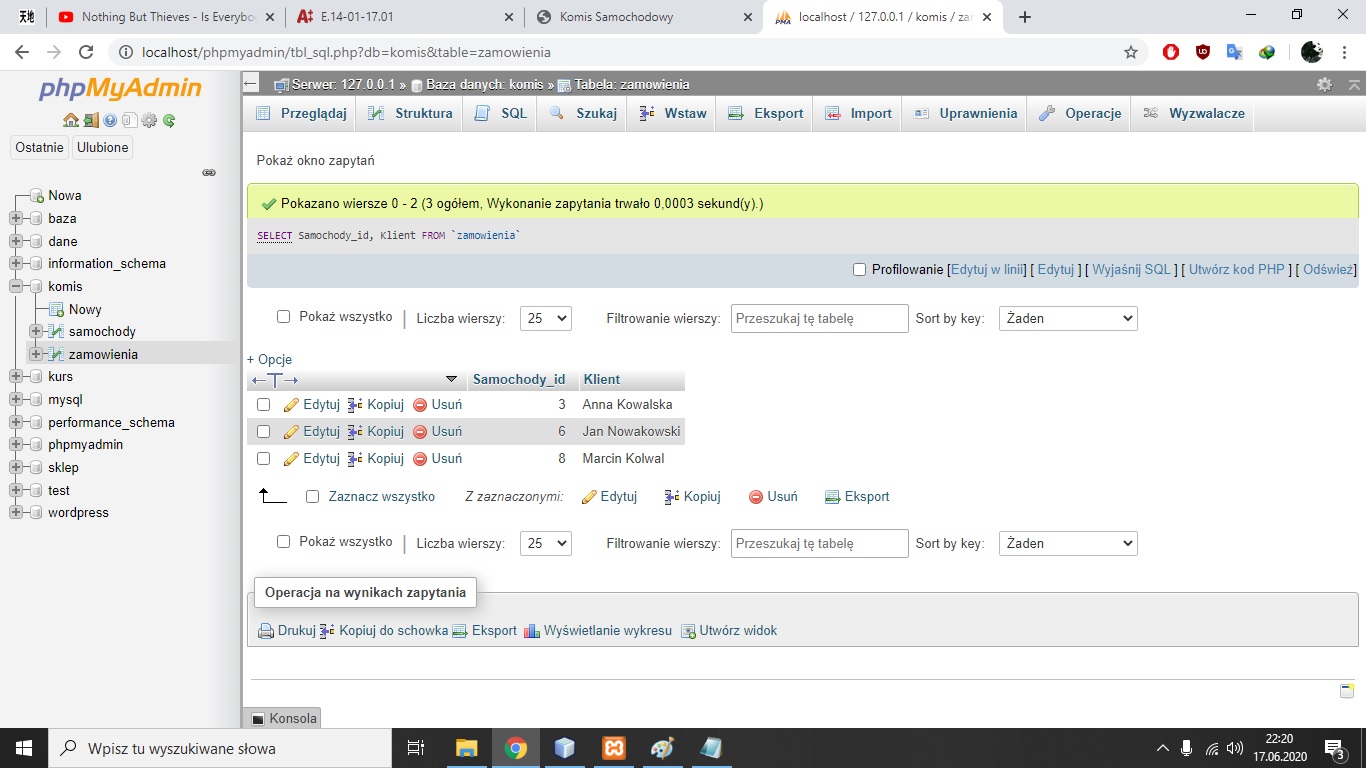 天地 Nothing But Thieves - Is Everybo E.14-01-17.01 Komis Samochodowy localhost / 127.0.0.1 / komis / zar
localhost/phpmyadmin/tbl_sql.php?db=komis&table=zamowienia
phpMyAdmin
Ostatnie Ulubione
Nowa
baza
dane
information_schema
komis
Nowy
samochody
zamowienia
kurs
mysql
performance_schema
phpmyadmin
sklep
test
wordpress
Serwer: 127.0.0.1 » Baza danych: komis » Tabela: zamowienia
Przeglądaj Struktura SQL Szukaj Wstaw Eksport Import Uprawnienia Operacje Wyzwalacze
Pokaż okno zapytań
Pokazano wiersze 0 - 2 (3 ogółem, Wykonanie zapytania trwało 0,0003 sekund(y).)
SELECT Samochody_id, Klient FROM `zamowienia`
Profilowanie [Edytuj w linii] [ Edytuj ] [ Wyjaśnij SQL ] [ Utwórz kod PHP ] [ Odśwież]
Pokaż wszystko | Liczba wierszy: 25 Filtrowanie wierszy: Przeszukaj tę tabelę Sort by key: Żaden
+ Opcje
←T→ Samochody_id Klient
Edytuj Kopiuj Usuń 3 Anna Kowalska
Edytuj Kopiuj Usuń 6 Jan Nowakowski
Edytuj Kopiuj Usuń 8 Marcin Kolwal
Zaznacz wszystko Z zaznaczonymi: Edytuj Kopiuj Usuń Eksport
Pokaż wszystko | Liczba wierszy: 25 Filtrowanie wierszy: Przeszukaj tę tabelę Sort by key: Żaden
Operacja na wynikach zapytania
Drukuj Kopiuj do schowka Eksport Wyświetlanie wykresu Utwórz widok
Konsola
Wpisz tu wyszukiwane słowa
22:20
17.06.2020
3